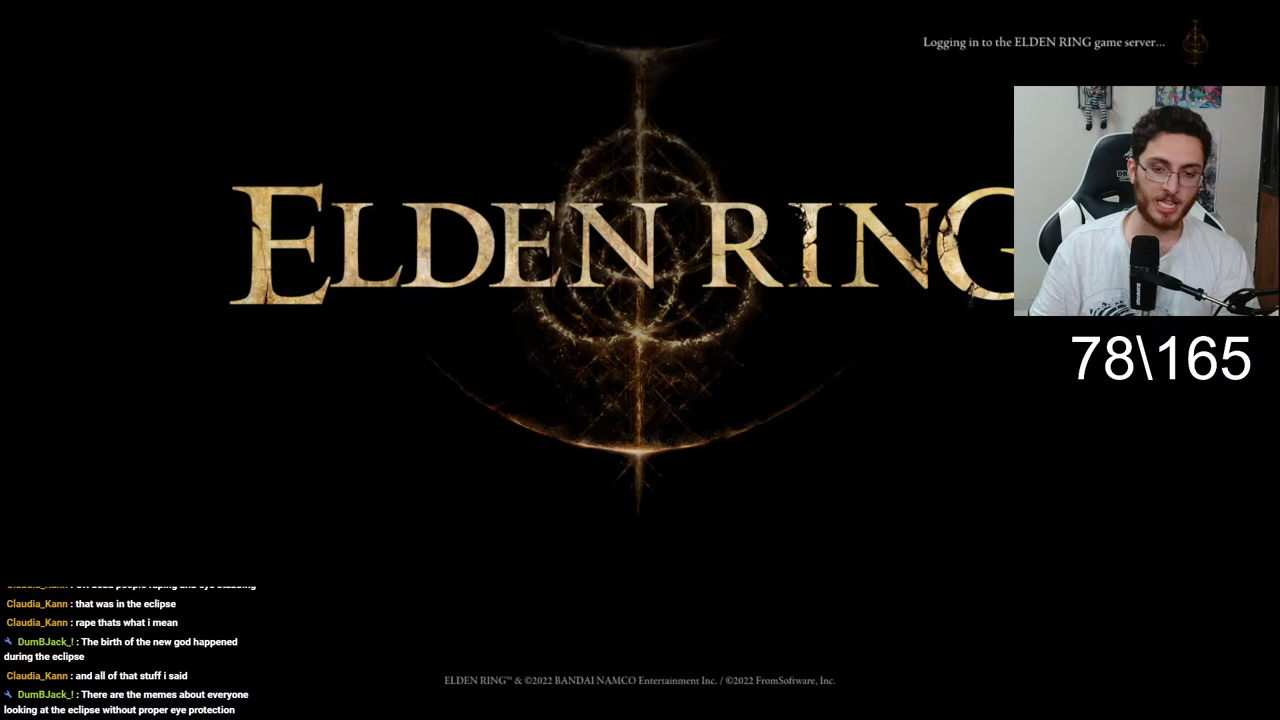 Logging in to the ELDEN RING game server...
ELDEN RING
78\165
Claudia_Kann : that was in the eclipse
Claudia_Kann : rape thats what i mean
DumBJack_! : The birth of the new god happened
during the eclipse
Claudia_Kann : and all of that stuff i said
DumBJack_! : There are the memes about everyone
looking at the eclipse without proper eye protection
ELDEN RING™ & ©2022 BANDAI NAMCO Entertainment Inc. / ©2022 FromSoftware, Inc.